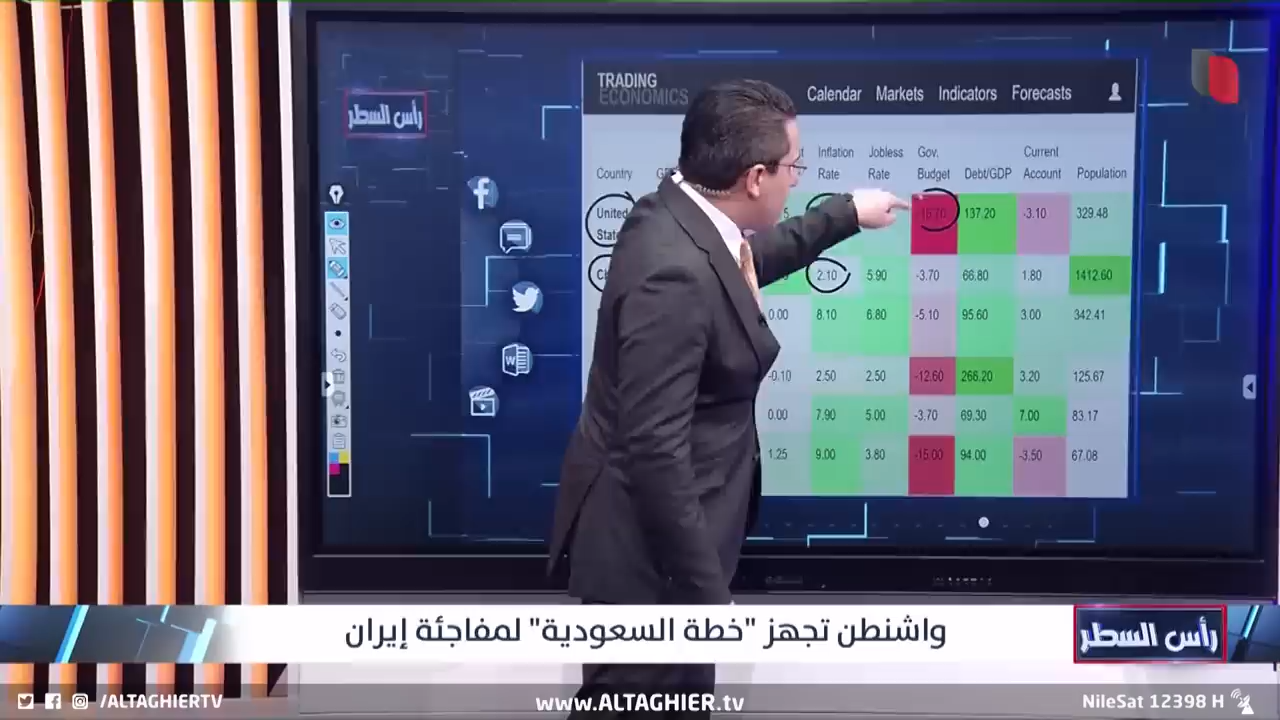 رأس السطر
TRADING
ECONOMICS
Calendar Markets Indicators Forecasts
Country Inflation Rate Jobless Rate Gov. Budget Debt/GDP Current Account Population
United 137.20 -3.10 329.48
2.10 5.90 -3.70 66.80 1.80 1412.60
0.00 8.10 6.80 -5.10 95.60 3.00 342.41
-0.10 2.50 2.50 -12.60 266.20 3.20 125.67
0.00 7.90 5.00 -3.70 69.30 7.00 83.17
1.25 9.00 3.80 -15.00 94.00 -3.50 67.08
واشنطن تجهز "خطة السعودية" لمفاجئة إيران
رأس السطر
/ALTAGHIERTV
www.ALTAGHIER.tv
NileSat 12398 H